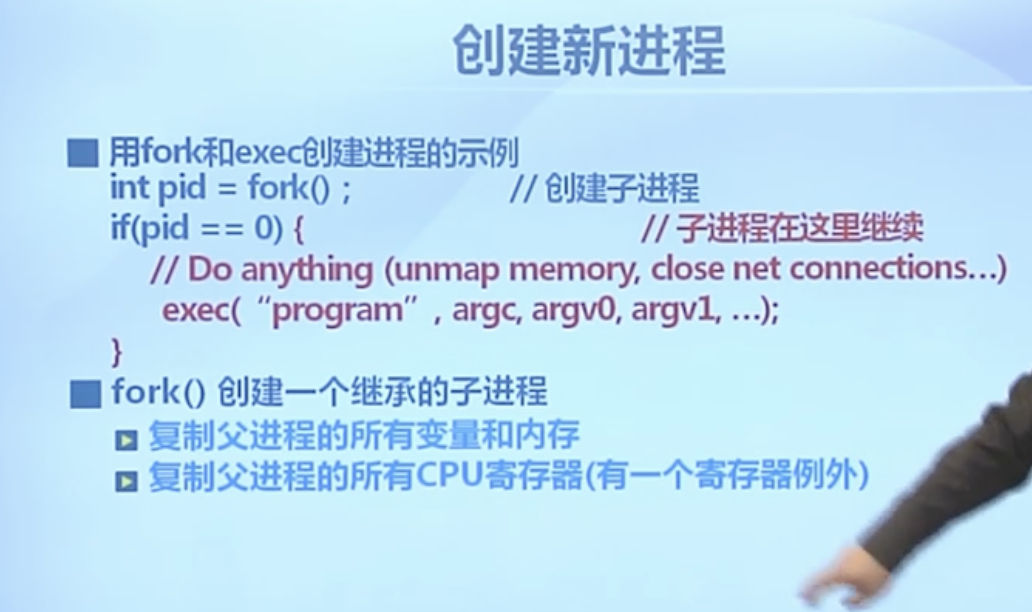 创建新进程
用fork和exec创建进程的示例
int pid = fork() ; // 创建子进程
if(pid == 0) { // 子进程在这里继续
// Do anything (unmap memory, close net connections…)
exec(“program”, argc, argv0, argv1, …);
}
fork() 创建一个继承的子进程
复制父进程的所有变量和内存
复制父进程的所有CPU寄存器(有一个寄存器例外)